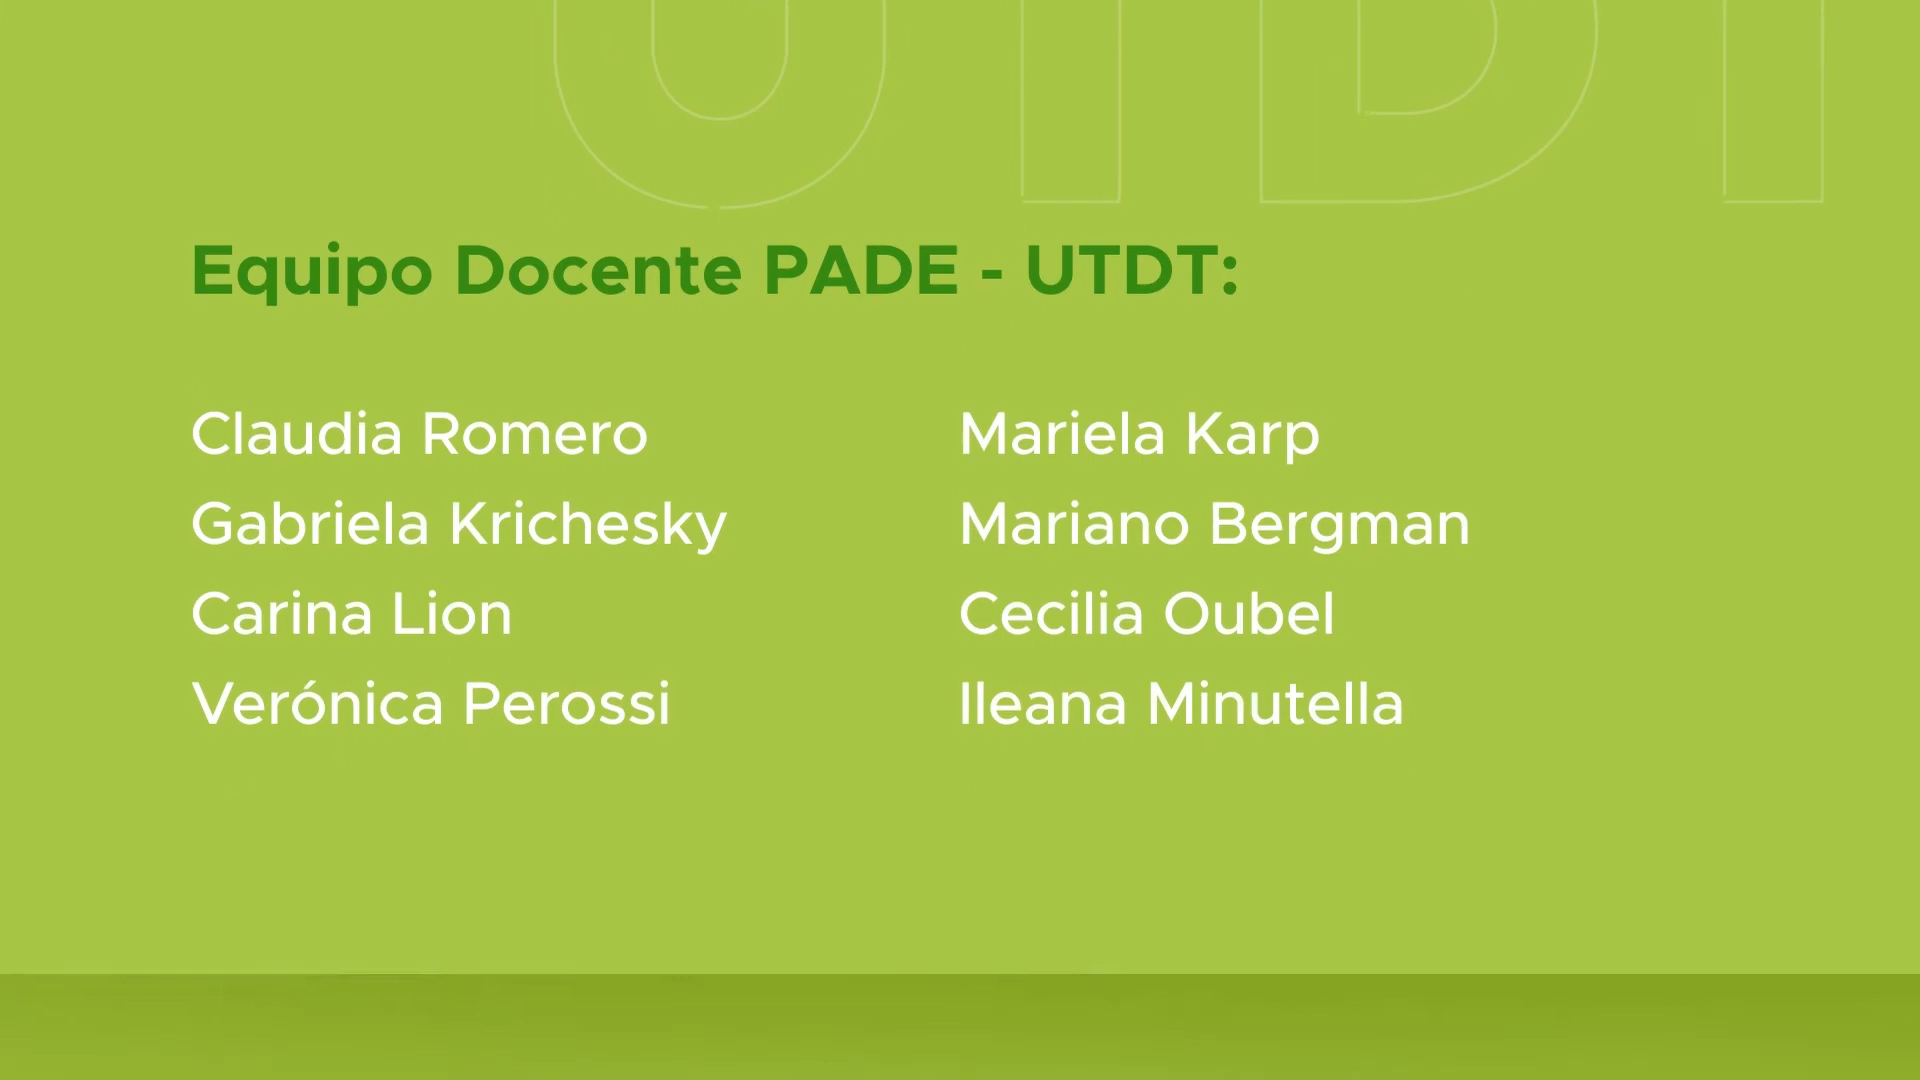 UTDT
Equipo Docente PADE - UTDT:
Claudia Romero
Gabriela Krichesky
Carina Lion
Verónica Perossi
Mariela Karp
Mariano Bergman
Cecilia Oubel
Ileana Minutella